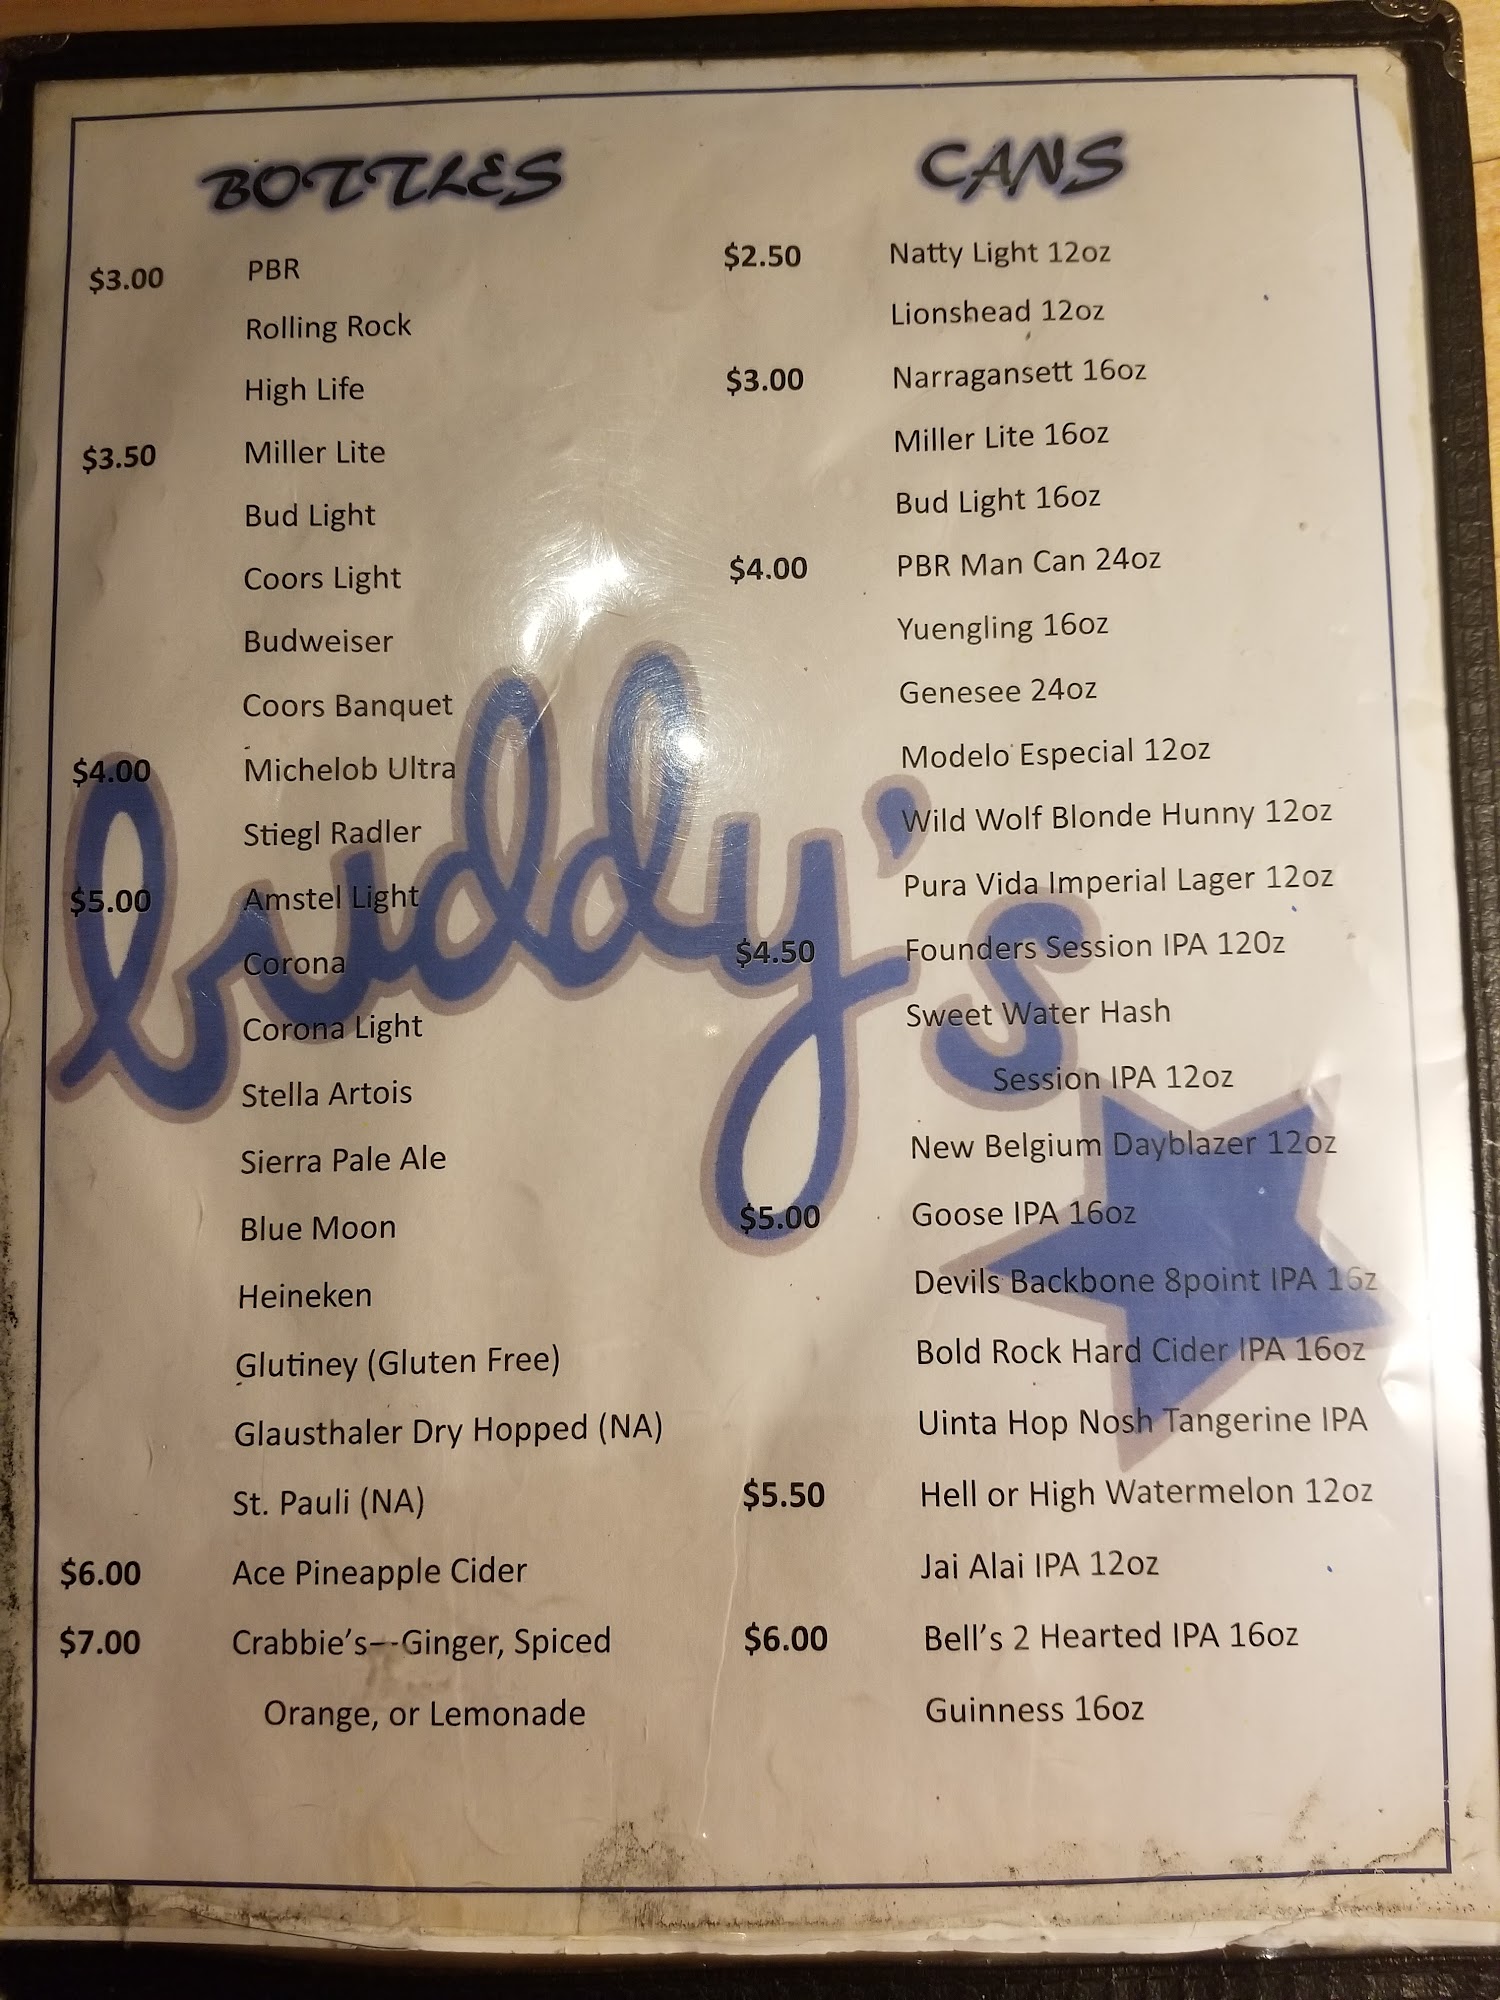 BOTTLES
$3.00 PBR
Rolling Rock
High Life
$3.50 Miller Lite
Bud Light
Coors Light
Budweiser
Coors Banquet
$4.00 Michelob Ultra
Stiegl Radler
$5.00 Amstel Light
Corona
Corona Light
Stella Artois
Sierra Pale Ale
Blue Moon
Heineken
Glutiney (Gluten Free)
Glausthaler Dry Hopped (NA)
St. Pauli (NA)
$6.00 Ace Pineapple Cider
$7.00 Crabbie's--Ginger, Spiced
Orange, or Lemonade
CANS
$2.50 Natty Light 12oz
Lionshead 12oz
$3.00 Narragansett 16oz
Miller Lite 16oz
Bud Light 16oz
$4.00 PBR Man Can 24oz
Yuengling 16oz
Genesee 24oz
Modelo Especial 12oz
Wild Wolf Blonde Hunny 12oz
Pura Vida Imperial Lager 12oz
$4.50 Founders Session IPA 120z
Sweet Water Hash
Session IPA 12oz
New Belgium Dayblazer 12oz
$5.00 Goose IPA 16oz
Devils Backbone 8point IPA 16z
Bold Rock Hard Cider IPA 16oz
Uinta Hop Nosh Tangerine IPA
$5.50 Hell or High Watermelon 12oz
Jai Alai IPA 12oz
$6.00 Bell's 2 Hearted IPA 16oz
Guinness 16oz
buddy's